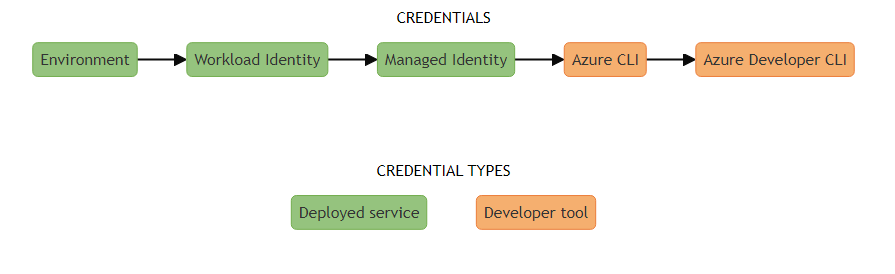 CREDENTIALS
Environment
Workload Identity
Managed Identity
Azure CLI
Azure Developer CLI
CREDENTIAL TYPES
Deployed service
Developer tool